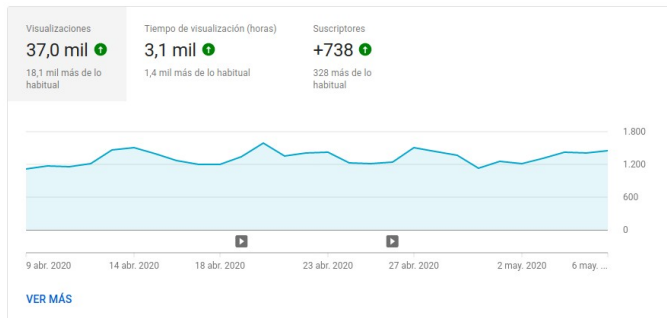 Visualizaciones
37,0 mil
18,1 mil más de lo
habitual
Tiempo de visualización (horas)
3,1 mil
1,4 mil más de lo habitual
Suscriptores
+738
328 más de lo
habitual
1.800
1.200
600
0
9 abr. 2020
14 abr. 2020
18 abr. 2020
23 abr. 2020
27 abr. 2020
2 may. 2020
6 may. ...
VER MÁS